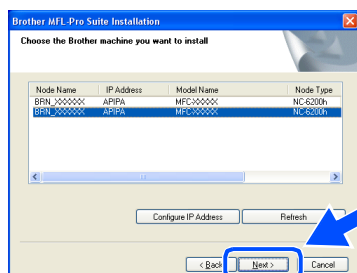 Brother MFL-Pro Suite Installation
Choose the Brother machine you want to install
Node Name IP Address Model Name Node Type
BRN_XXXXXX APIPA MFC-XXXXX NC-6200h
BRN_XXXXXX APIPA MFC-XXXXX NC-6200h
Configure IP Address Refresh
< Back Next > Cancel